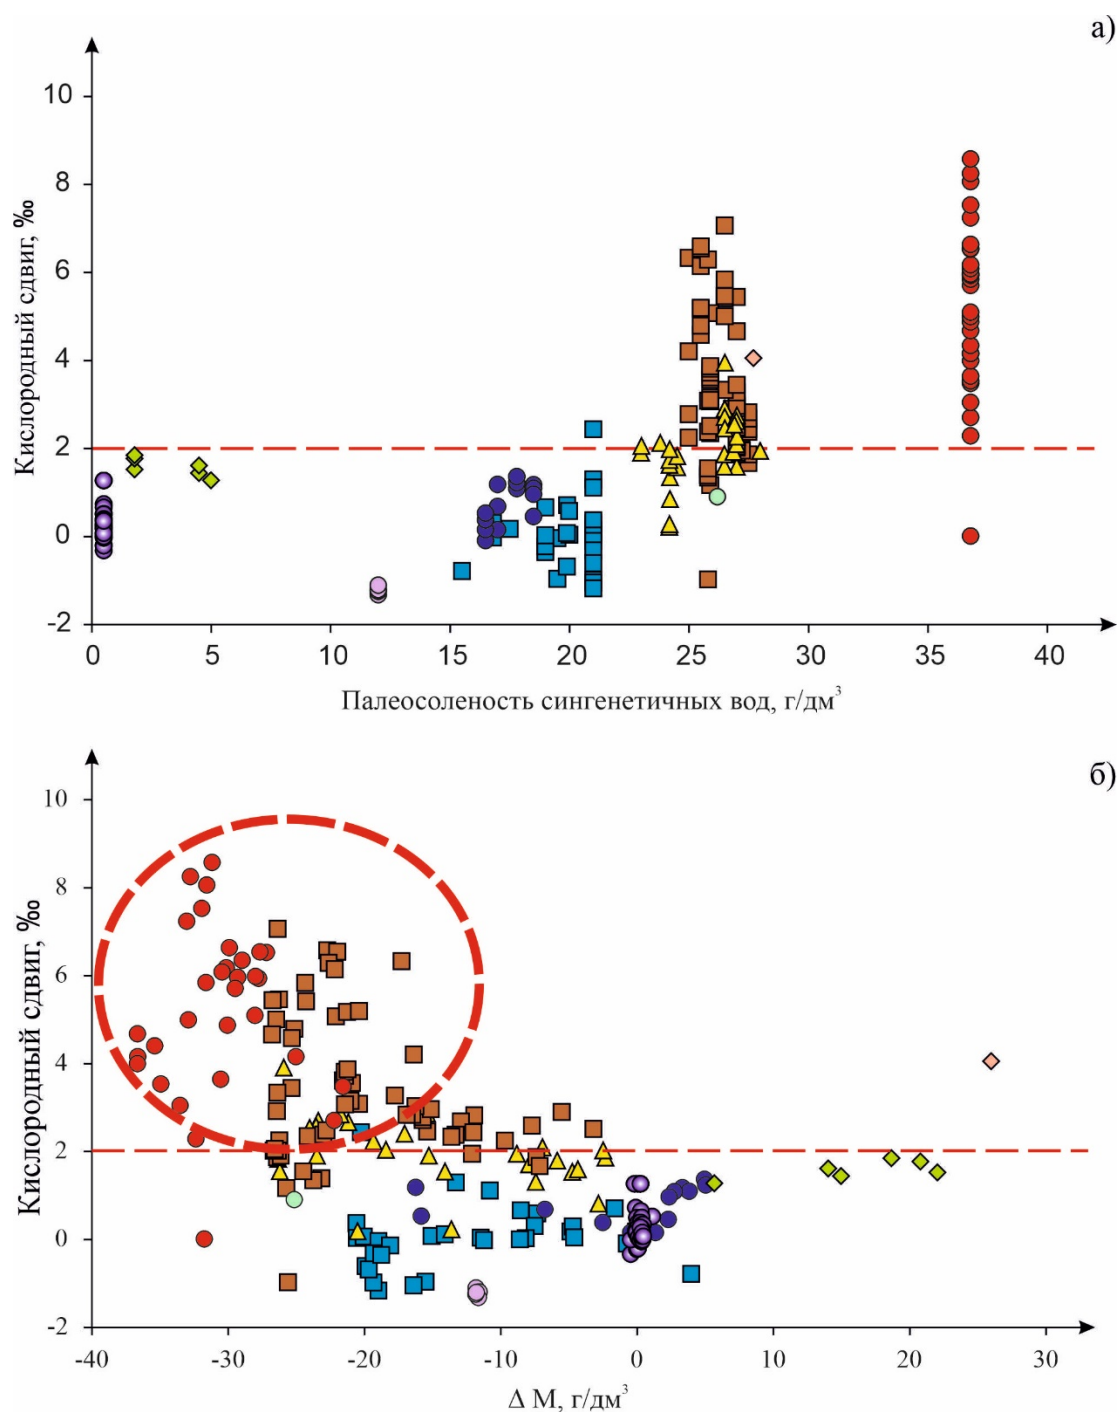 а)
Кислородный сдвиг, ‰
10
8
6
4
2
0
-2
0 5 10 15 20 25 30 35 40
Палеосоленость сингенетичных вод, г/дм³
б)
Кислородный сдвиг, ‰
10
8
6
4
2
0
-2
-40 -30 -20 -10 0 10 20 30
Δ M, г/дм³